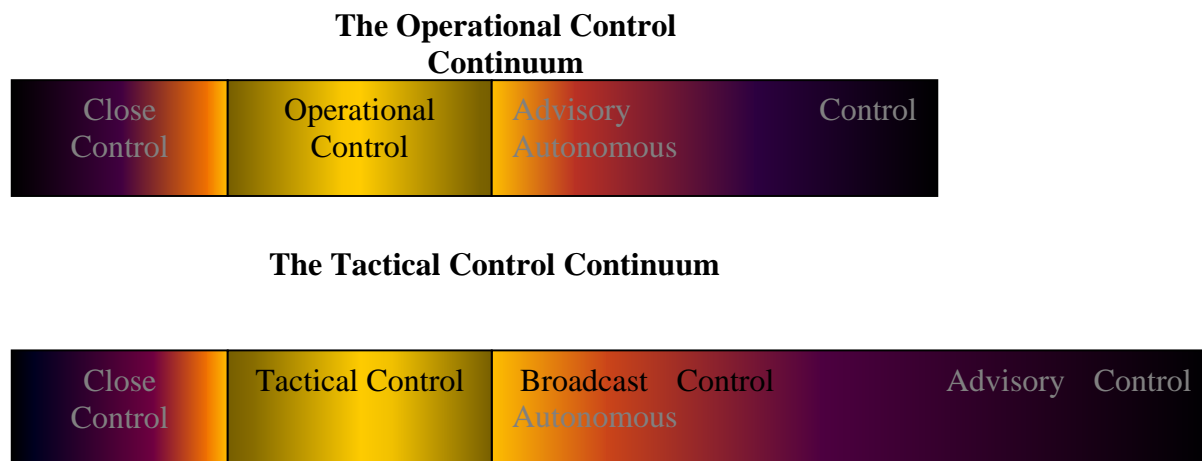 The Operational Control
Continuum
Close Operational Advisory Control
Control Control Autonomous
The Tactical Control Continuum
Close Tactical Control Broadcast Control Advisory Control
Control Autonomous